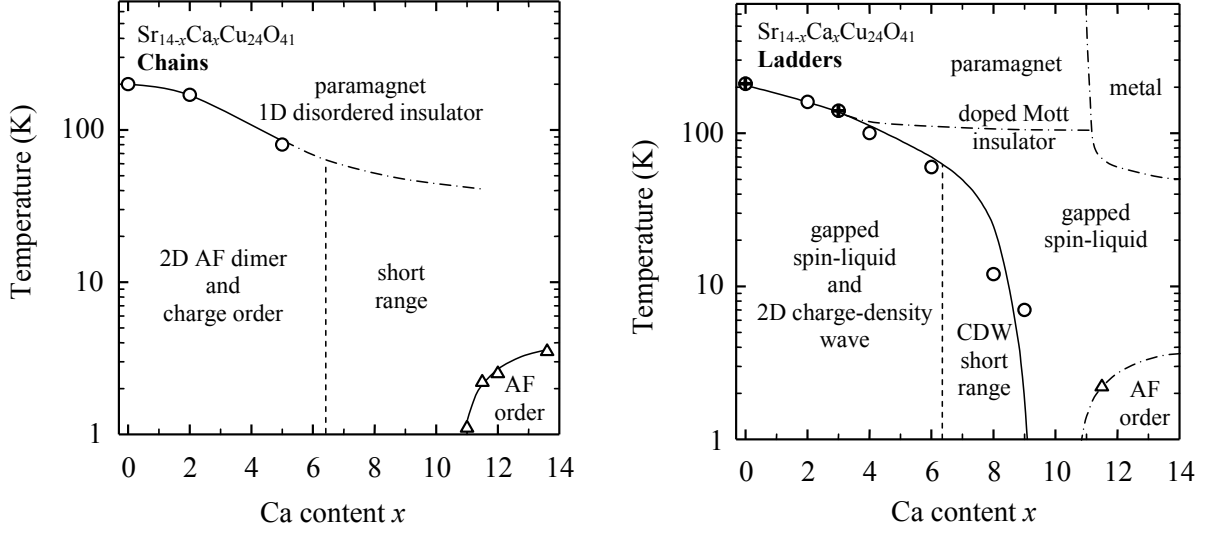 Sr14-xCaxCu24O41
Chains
paramagnet
1D disordered insulator
100
10
1
Temperature (K)
2D AF dimer
and
charge order
short
range
AF
order
0 2 4 6 8 10 12 14
Ca content x
Sr14-xCaxCu24O41
Ladders
paramagnet
metal
doped Mott
insulator
100
10
1
Temperature (K)
gapped
spin-liquid
and
2D charge-density
wave
gapped
spin-liquid
CDW
short
range
AF
order
0 2 4 6 8 10 12 14
Ca content x